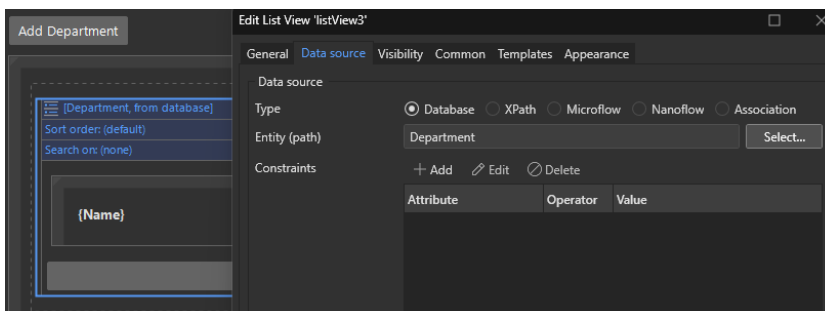 Add Department
[Department, from database]
Sort order: (default)
Search on: (none)
{Name}
Edit List View 'listView3'
General Data source Visibility Common Templates Appearance
Data source
Type Database XPath Microflow Nanoflow Association
Entity (path) Department Select...
Constraints Add Edit Delete
Attribute Operator Value